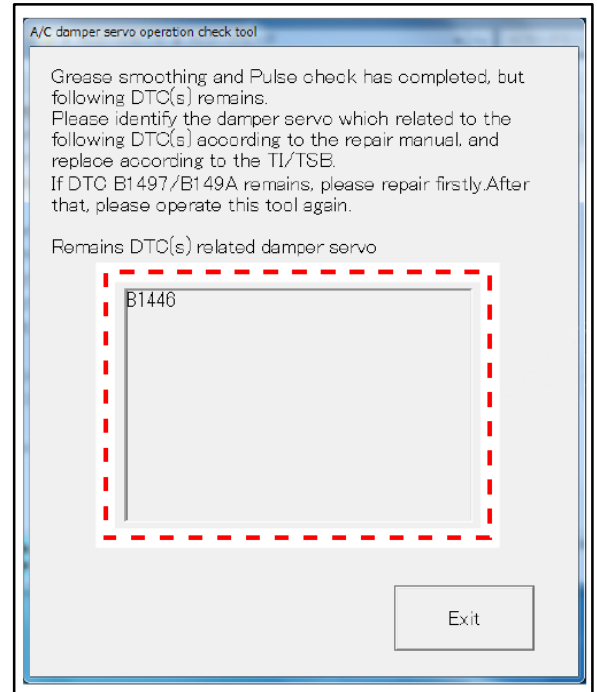 A/C damper servo operation check tool
Grease smoothing and Pulse check has completed, but
following DTC(s) remains.
Please identify the damper servo which related to the
following DTC(s) according to the repair manual, and
replace according to the TI/TSB.
If DTC B1497/B149A remains, please repair firstly.After
that, please operate this tool again.
Remains DTC(s) related damper servo
B1446
Exit